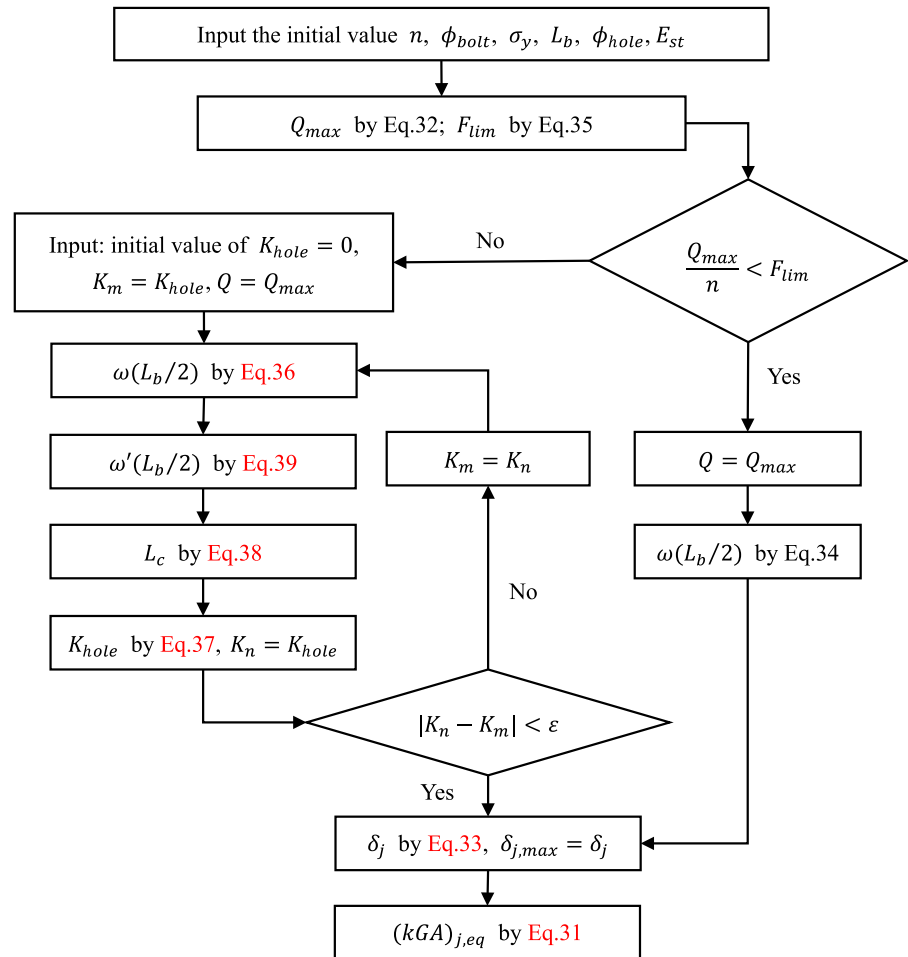 Input the initial value n, ϕ_bolt, σ_y, L_b, ϕ_hole, E_st
Q_max by Eq.32; F_lim by Eq.35
Input: initial value of K_hole = 0,
K_m = K_hole, Q = Q_max
No
Q_max/n < F_lim
Yes
ω(L_b/2) by Eq.36
ω′(L_b/2) by Eq.39
K_m = K_n
Q = Q_max
L_c by Eq.38
ω(L_b/2) by Eq.34
No
K_hole by Eq.37, K_n = K_hole
|K_n − K_m| < ε
Yes
δ_j by Eq.33, δ_j,max = δ_j
(kGA)_j,eq by Eq.31